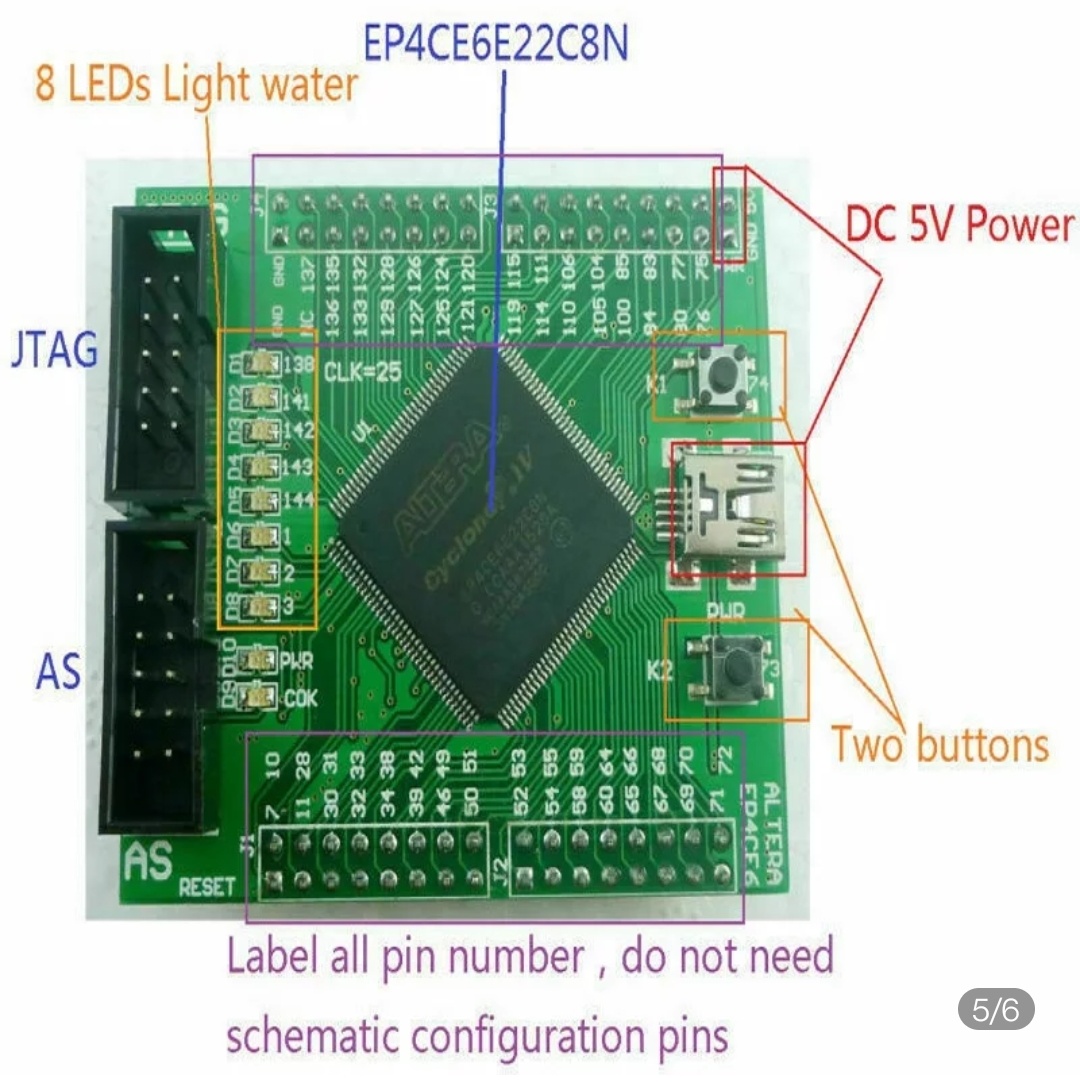 EP4CE6E22C8N
8 LEDs Light water
DC 5V Power
JTAG
AS
Two buttons
J4
J3
GND 137 135 132 128 126 124 120
115 111 106 104 85 83 77 75
GND NC 136 133 129 127 125 121
119 114 110 105 100 84 80 76
GND
CLK=25
U1
D1 138
D2 141
D3 142
D4 143
D5 144
D6 1
D7 2
D8 3
D10 PWR
D9 COK
K1 74
ALTERA
PWR
K2
10 28 31 33 38 42 49 51
53 55 59 64 66 68 70 72
7 11 30 32 34 39 46 50
52 54 58 60 65 67 69 71
J1
J2
ALTERA
EP4CE6
AS
RESET
Label all pin number , do not need
schematic configuration pins
5/6